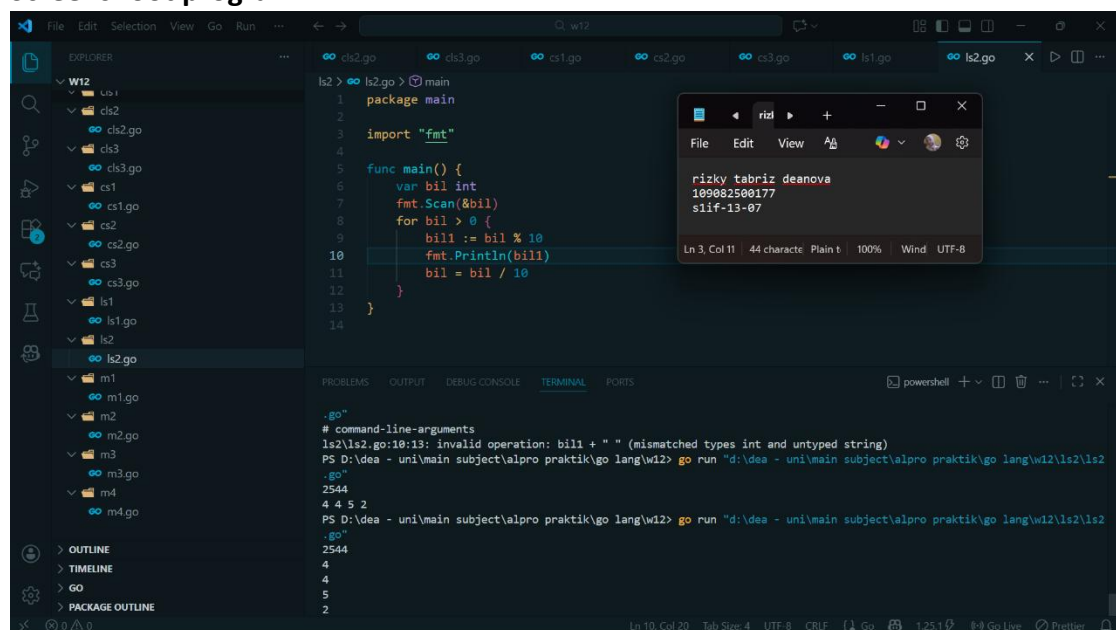 File Edit Selection View Go Run ··· w12
EXPLORER ···
W12
cls2
cls2.go
cls3
cls3.go
cs1
cs1.go
cs2
cs2.go
cs3
cs3.go
ls1
ls1.go
ls2
ls2.go
m1
m1.go
m2
m2.go
m3
m3.go
m4
m4.go
OUTLINE
TIMELINE
GO
PACKAGE OUTLINE
cls2.go cls3.go cs1.go cs2.go cs3.go ls1.go ls2.go
ls2 > ls2.go > main
1 package main
2
3 import "fmt"
4
5 func main() {
6 var bil int
7 fmt.Scan(&bil)
8 for bil > 0 {
9 bil1 := bil % 10
10 fmt.Println(bil1)
11 bil = bil / 10
12 }
13 }
14
File Edit View
rizky tabriz deanova
109082500177
s1if-13-07
Ln 3, Col 11 44 characte Plain t 100% Wind UTF-8
PROBLEMS OUTPUT DEBUG CONSOLE TERMINAL PORTS powershell
.go"
# command-line-arguments
ls2\ls2.go:10:13: invalid operation: bil1 + " " (mismatched types int and untyped string)
PS D:\dea - uni\main subject\alpro praktik\go lang\w12> go run "d:\dea - uni\main subject\alpro praktik\go lang\w12\ls2\ls2
.go"
2544
4 4 5 2
PS D:\dea - uni\main subject\alpro praktik\go lang\w12> go run "d:\dea - uni\main subject\alpro praktik\go lang\w12\ls2\ls2
.go"
2544
4
4
5
2
0 0 Ln 10, Col 20 Tab Size: 4 UTF-8 CRLF Go 1.25.1 Go Live Prettier